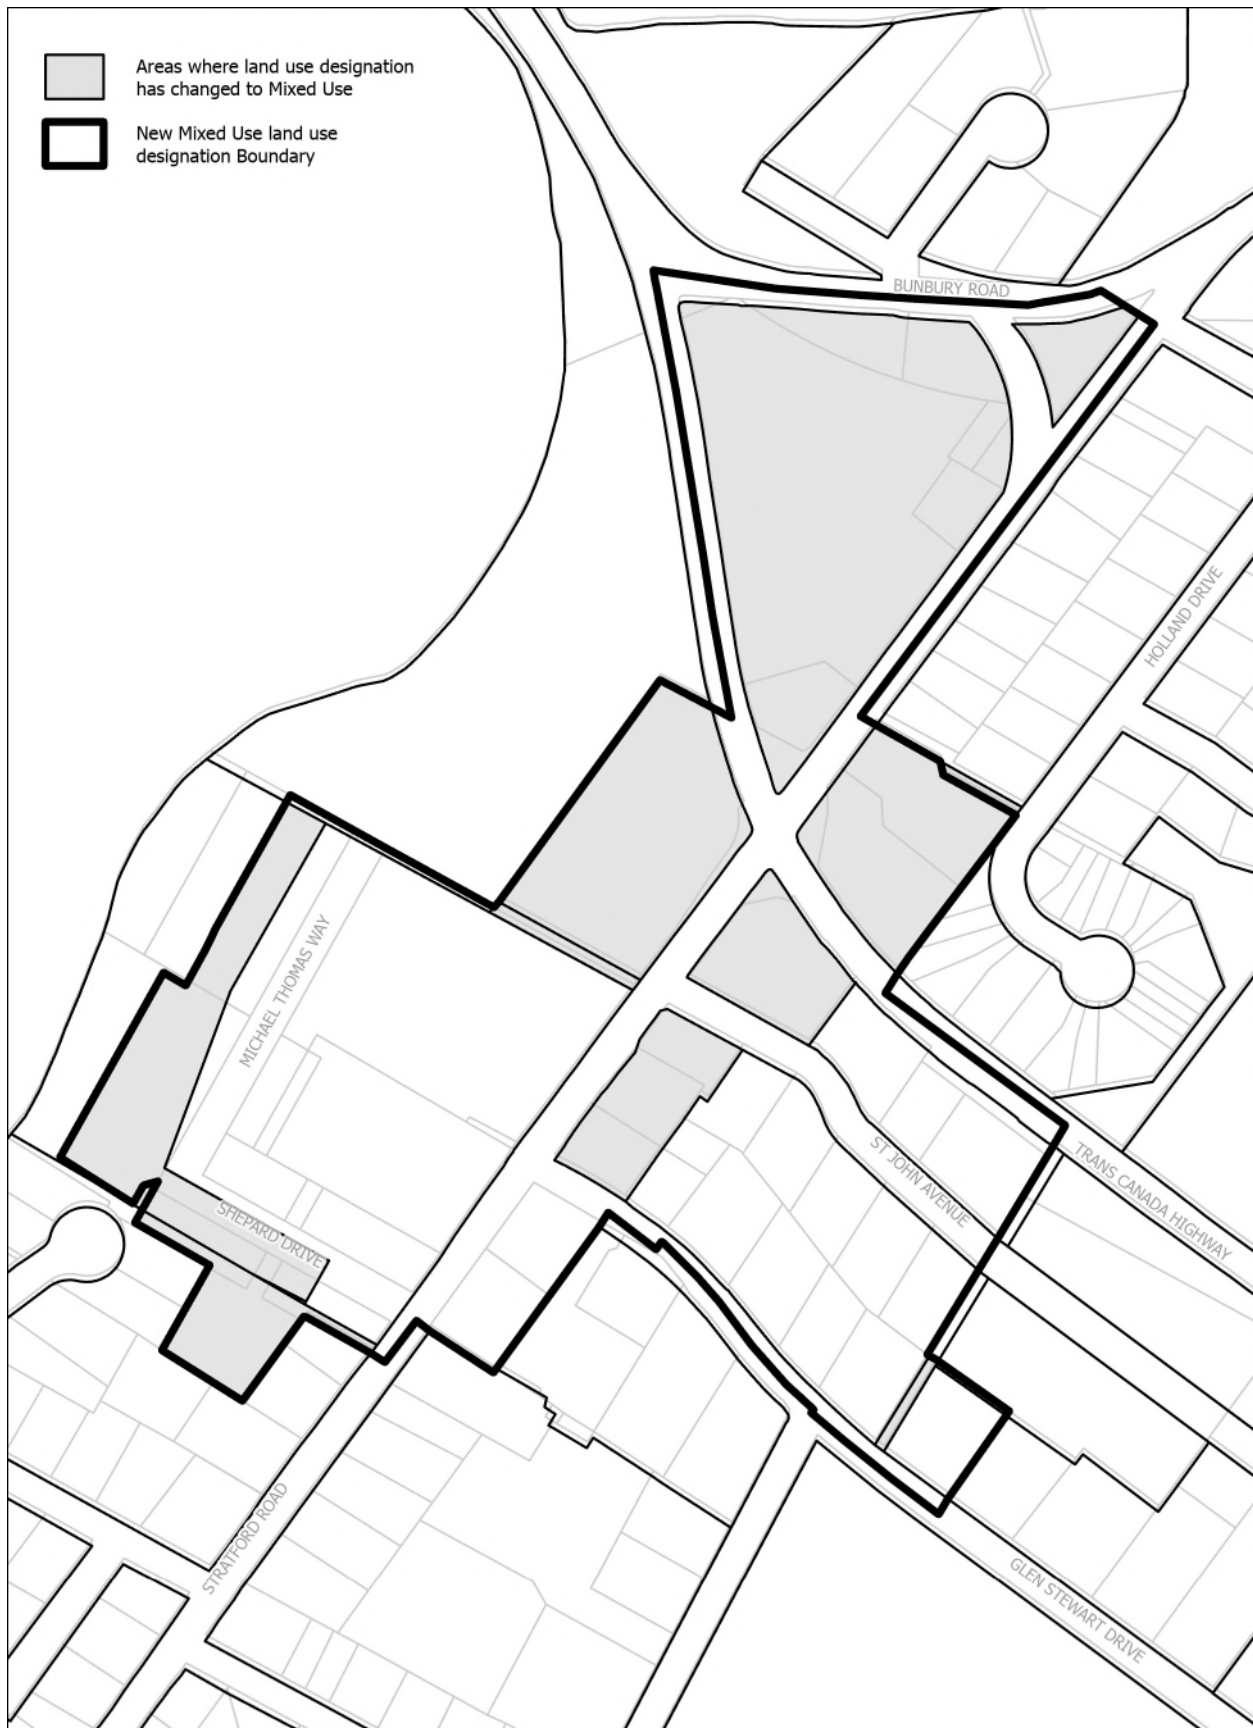 Areas where land use designation
has changed to Mixed Use
New Mixed Use land use
designation Boundary
BUNBURY ROAD
HOLLAND DRIVE
MICHAEL THOMAS WAY
ST JOHN AVENUE
TRANS CANADA HIGHWAY
SHEPARD DRIVE
STRATFORD ROAD
GLEN STEWART DRIVE